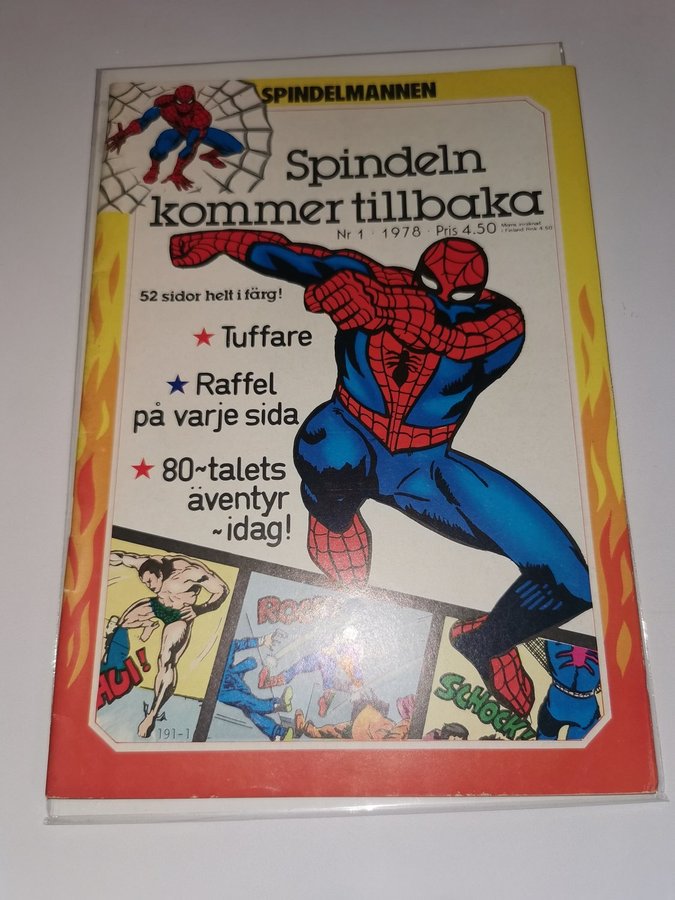 SPINDELMANNEN
Spindeln
kommer tillbaka
Nr 1 · 1978 · Pris 4.50
52 sidor helt i färg!
Tuffare
Raffel
på varje sida
80~talets
äventyr
~idag!
HUI!
SCHOCK!
191-1